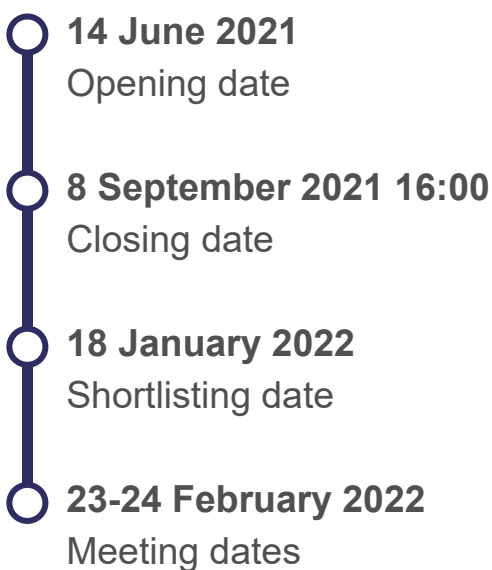 14 June 2021
Opening date
8 September 2021 16:00
Closing date
18 January 2022
Shortlisting date
23-24 February 2022
Meeting dates